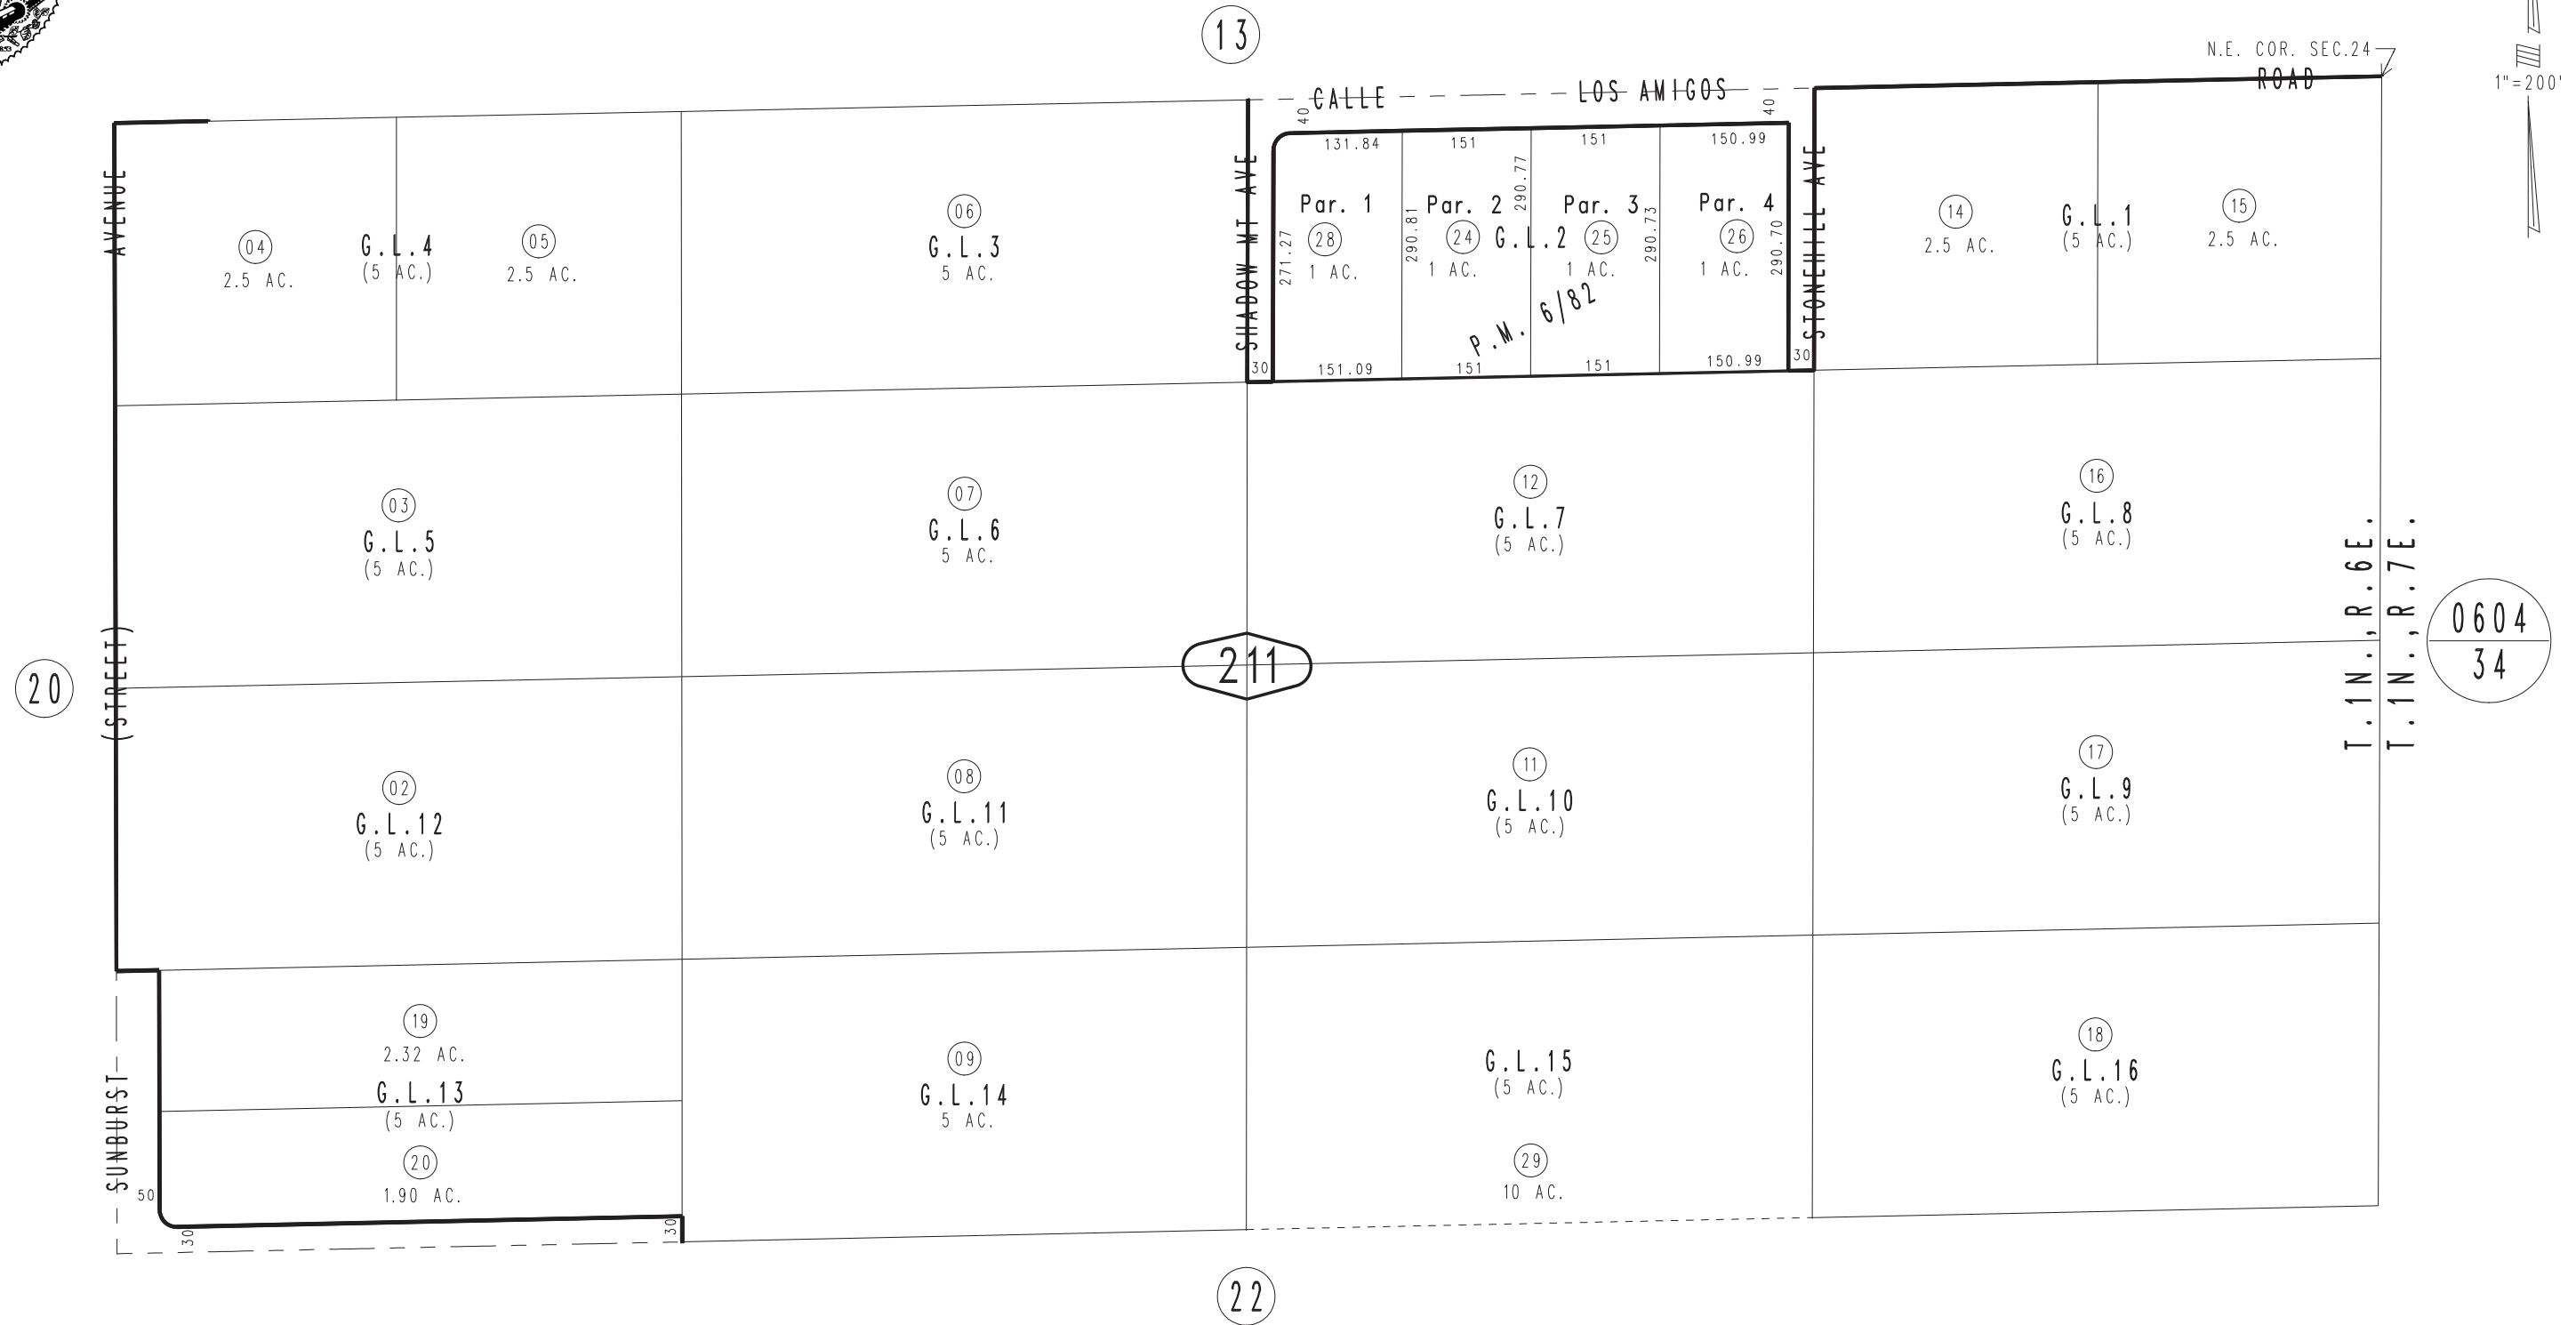 13
N.E. COR. SEC.24
1"=200'
CALLE LOS AMIGOS ROAD
40
40
AVENUE
(STREET)
SUNBURST
SHADOW MT AVE
STONEHILL AVE
04
2.5 AC.
G.L.4
(5 AC.)
05
2.5 AC.
06
G.L.3
5 AC.
131.84
151
151
150.99
Par. 1
28
1 AC.
271.27
290.81
Par. 2
24
1 AC.
290.77
G.L.2
Par. 3
25
1 AC.
290.73
Par. 4
26
1 AC.
290.70
P.M. 6/82
30
151.09
151
151
150.99
30
14
2.5 AC.
G.L.1
(5 AC.)
15
2.5 AC.
03
G.L.5
(5 AC.)
07
G.L.6
5 AC.
12
G.L.7
(5 AC.)
16
G.L.8
(5 AC.)
T.1N.,R.6E.
T.1N.,R.7E.
0604
34
20
211
02
G.L.12
(5 AC.)
08
G.L.11
(5 AC.)
11
G.L.10
(5 AC.)
17
G.L.9
(5 AC.)
19
2.32 AC.
G.L.13
(5 AC.)
20
1.90 AC.
50
30
30
09
G.L.14
5 AC.
G.L.15
(5 AC.)
29
10 AC.
18
G.L.16
(5 AC.)
22